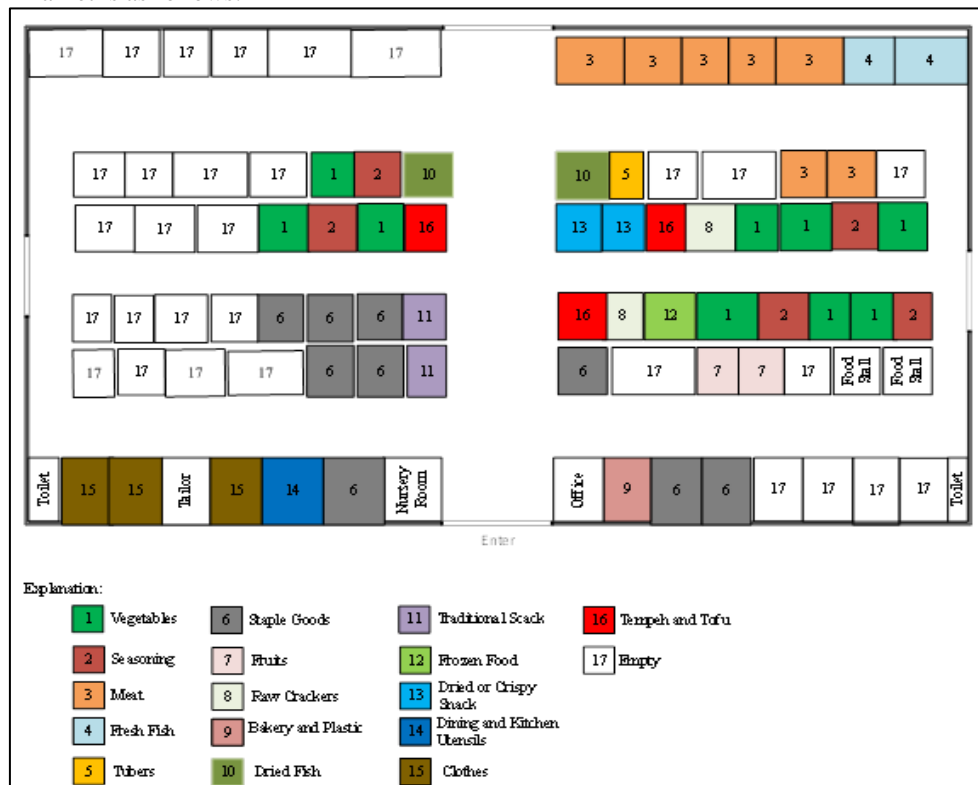 17 17 17 17 17 17 3 3 3 3 3 4 4
17 17 17 17 1 2 10 10 5 17 17 3 3 17
17 17 17 1 2 1 16 13 13 16 8 1 1 2 1
17 17 17 17 6 6 6 11 16 8 12 1 2 1 1 2
17 17 17 17 6 6 11 6 17 7 7 17 Food Stall Food Stall
Toilet 15 15 Tailor 15 14 6 Nursery Room Office 9 6 6 17 17 17 17 Toilet
Enter
Explanation:
1 Vegetables 6 Staple Goods 11 Traditional Scack 16 Tempeh and Tofu
2 Seasoning 7 Fruits 12 Frozen Food 17 Empty
3 Meat 8 Raw Crackers 13 Dried or Crispy Snack
4 Fresh Fish 9 Bakery and Plastic 14 Dining and Kitchen Utensils
5 Tubers 10 Dried Fish 15 Clothes